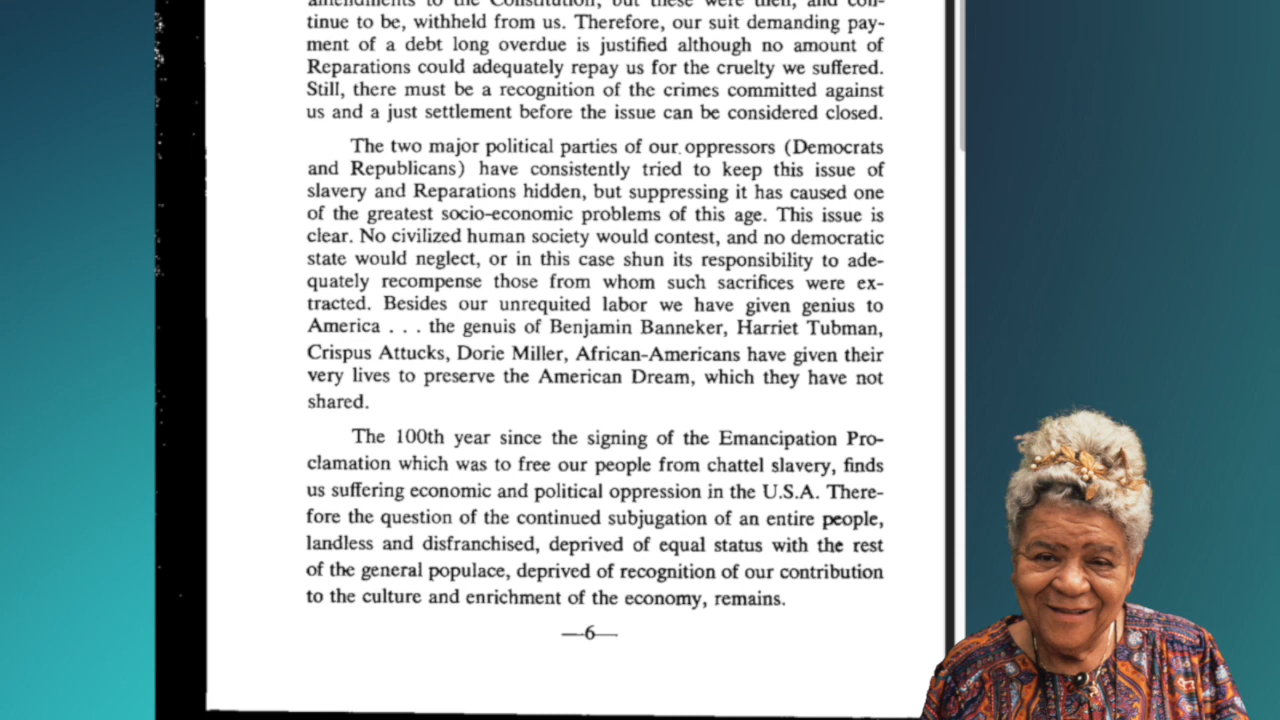 amendments to the Constitution, but these were then, and con-
tinue to be, withheld from us. Therefore, our suit demanding pay-
ment of a debt long overdue is justified although no amount of
Reparations could adequately repay us for the cruelty we suffered.
Still, there must be a recognition of the crimes committed against
us and a just settlement before the issue can be considered closed.
The two major political parties of our oppressors (Democrats
and Republicans) have consistently tried to keep this issue of
slavery and Reparations hidden, but suppressing it has caused one
of the greatest socio-economic problems of this age. This issue is
clear. No civilized human society would contest, and no democratic
state would neglect, or in this case shun its responsibility to ade-
quately recompense those from whom such sacrifices were ex-
tracted. Besides our unrequited labor we have given genius to
America . . . the genuis of Benjamin Banneker, Harriet Tubman,
Crispus Attucks, Dorie Miller, African-Americans have given their
very lives to preserve the American Dream, which they have not
shared.
The 100th year since the signing of the Emancipation Pro-
clamation which was to free our people from chattel slavery, finds
us suffering economic and political oppression in the U.S.A. There-
fore the question of the continued subjugation of an entire people,
landless and disfranchised, deprived of equal status with the rest
of the general populace, deprived of recognition of our contribution
to the culture and enrichment of the economy, remains.
—6—